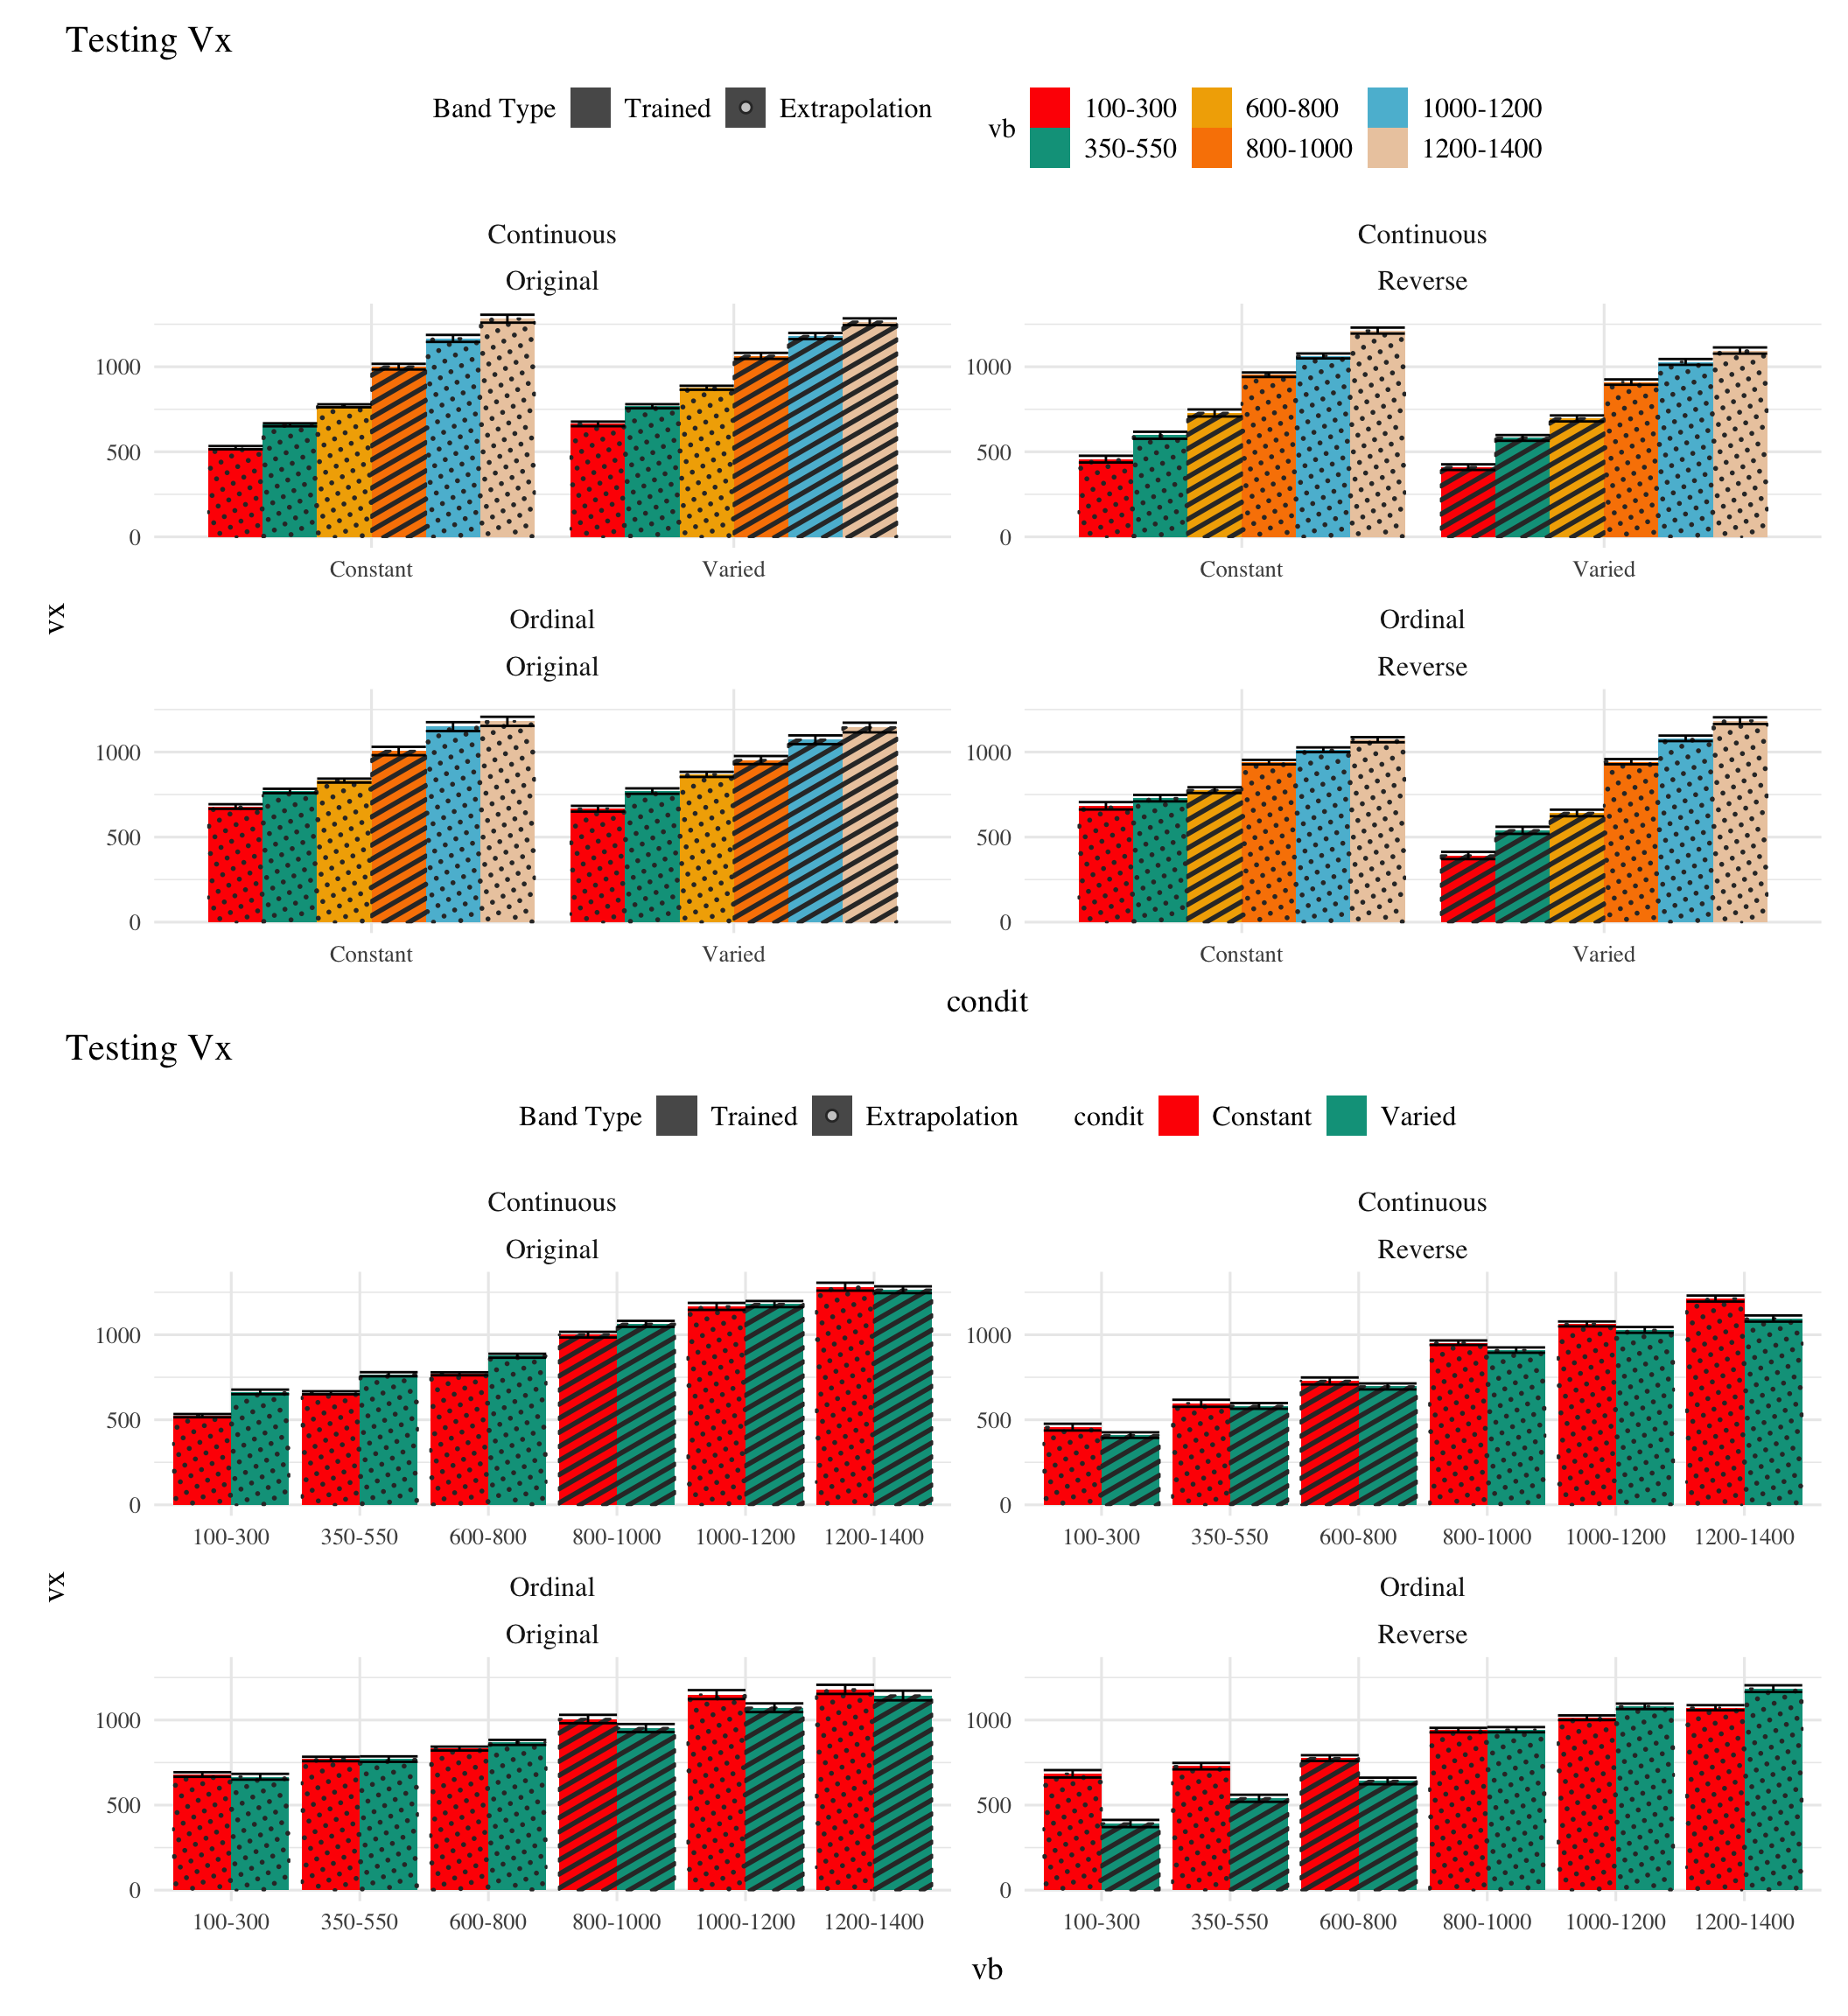 Testing Vx
Band Type Trained Extrapolation
vb 100-300 600-800 1000-1200
350-550 800-1000 1200-1400
Continuous Continuous
Original Reverse
1000 1000
500 500
0 0
Constant Varied Constant Varied
vx
Ordinal Ordinal
Original Reverse
1000 1000
500 500
0 0
Constant Varied Constant Varied
condit
Testing Vx
Band Type Trained Extrapolation condit Constant Varied
Continuous Continuous
Original Reverse
1000 1000
500 500
0 0
100-300 350-550 600-800 800-1000 1000-1200 1200-1400 100-300 350-550 600-800 800-1000 1000-1200 1200-1400
vx
Ordinal Ordinal
Original Reverse
1000 1000
500 500
0 0
100-300 350-550 600-800 800-1000 1000-1200 1200-1400 100-300 350-550 600-800 800-1000 1000-1200 1200-1400
vb